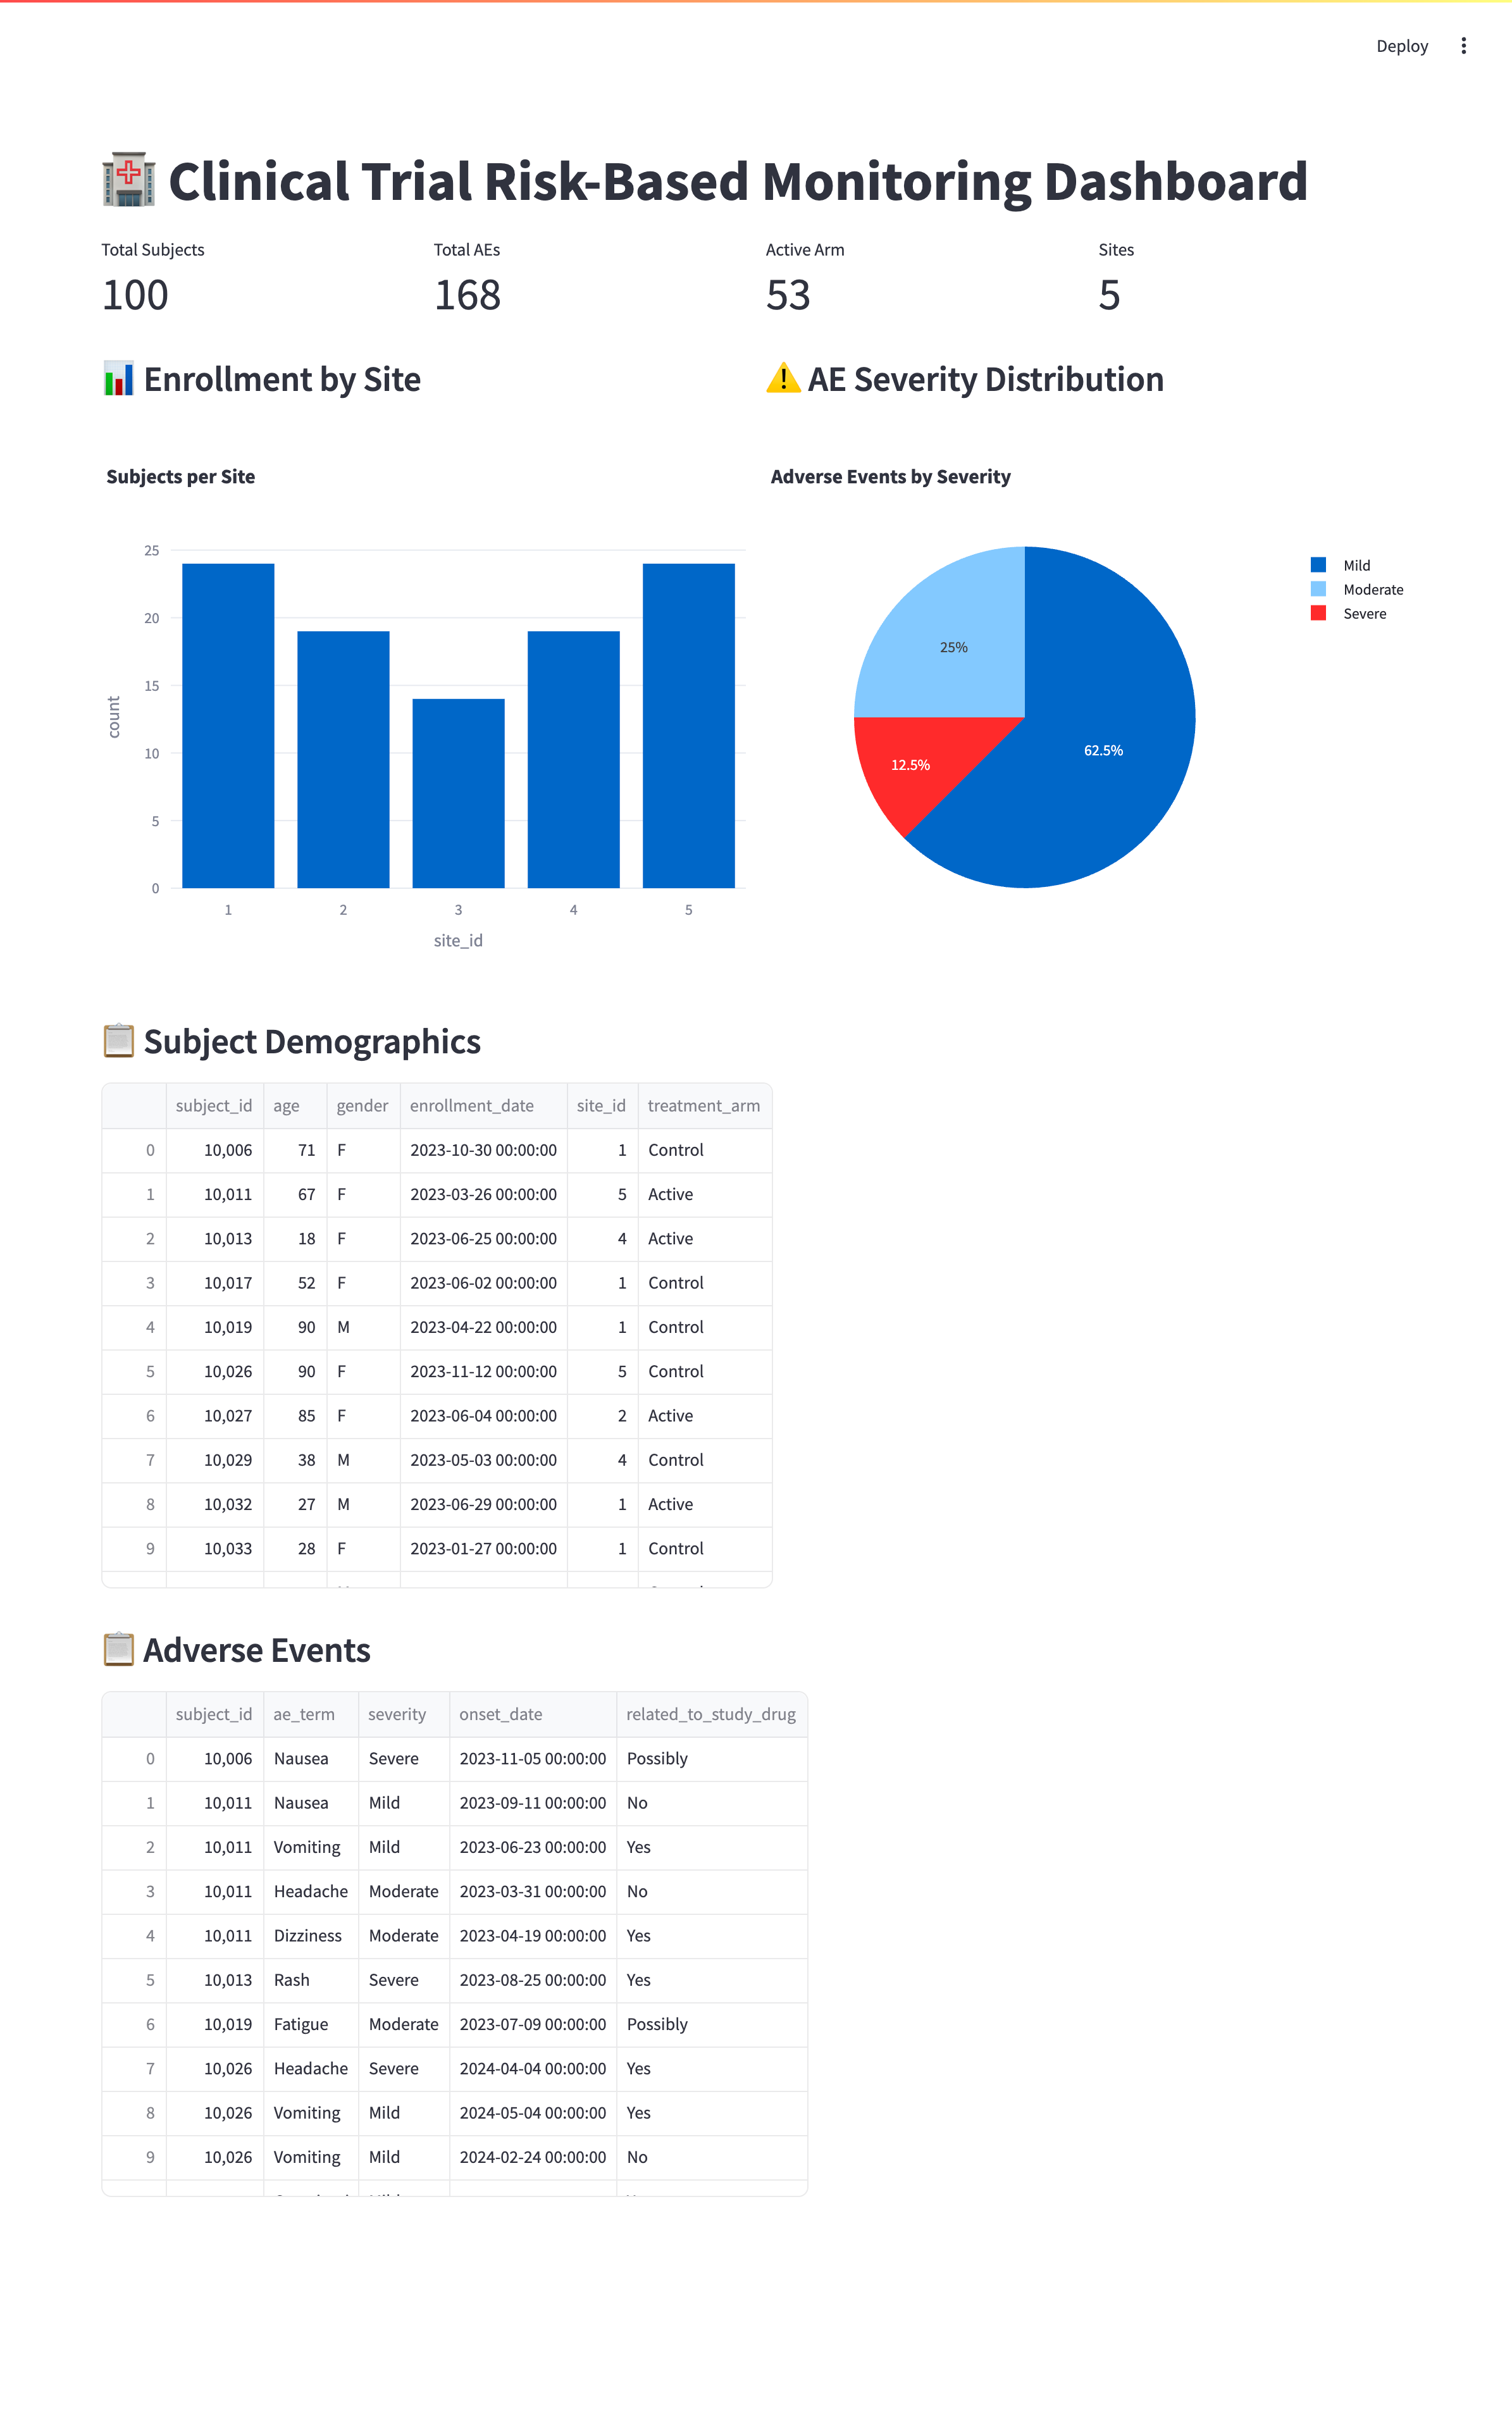 Deploy
Clinical Trial Risk-Based Monitoring Dashboard
Total Subjects
100
Total AEs
168
Active Arm
53
Sites
5
Enrollment by Site
Subjects per Site
25
20
15
10
5
0
count
1 2 3 4 5
site_id
AE Severity Distribution
Adverse Events by Severity
Mild
Moderate
Severe
25%
12.5%
62.5%
Subject Demographics
subject_id age gender enrollment_date site_id treatment_arm
0 10,006 71 F 2023-10-30 00:00:00 1 Control
1 10,011 67 F 2023-03-26 00:00:00 5 Active
2 10,013 18 F 2023-06-25 00:00:00 4 Active
3 10,017 52 F 2023-06-02 00:00:00 1 Control
4 10,019 90 M 2023-04-22 00:00:00 1 Control
5 10,026 90 F 2023-11-12 00:00:00 5 Control
6 10,027 85 F 2023-06-04 00:00:00 2 Active
7 10,029 38 M 2023-05-03 00:00:00 4 Control
8 10,032 27 M 2023-06-29 00:00:00 1 Active
9 10,033 28 F 2023-01-27 00:00:00 1 Control
Adverse Events
subject_id ae_term severity onset_date related_to_study_drug
0 10,006 Nausea Severe 2023-11-05 00:00:00 Possibly
1 10,011 Nausea Mild 2023-09-11 00:00:00 No
2 10,011 Vomiting Mild 2023-06-23 00:00:00 Yes
3 10,011 Headache Moderate 2023-03-31 00:00:00 No
4 10,011 Dizziness Moderate 2023-04-19 00:00:00 Yes
5 10,013 Rash Severe 2023-08-25 00:00:00 Yes
6 10,019 Fatigue Moderate 2023-07-09 00:00:00 Possibly
7 10,026 Headache Severe 2024-04-04 00:00:00 Yes
8 10,026 Vomiting Mild 2024-05-04 00:00:00 Yes
9 10,026 Vomiting Mild 2024-02-24 00:00:00 No